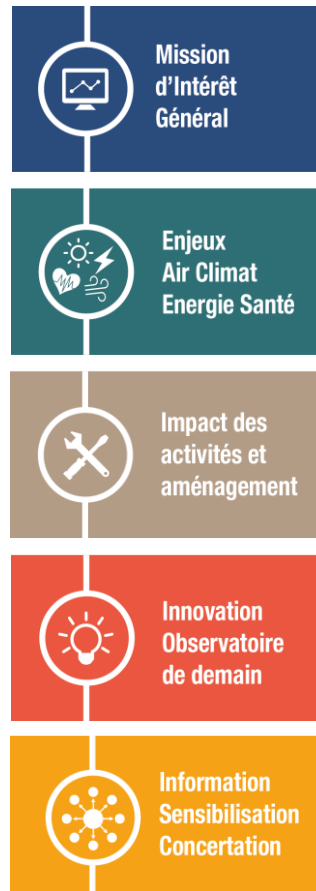 Mission
d'Intérêt
Général
Enjeux
Air Climat
Energie Santé
Impact des
activités et
aménagement
Innovation
Observatoire
de demain
Information
Sensibilisation
Concertation